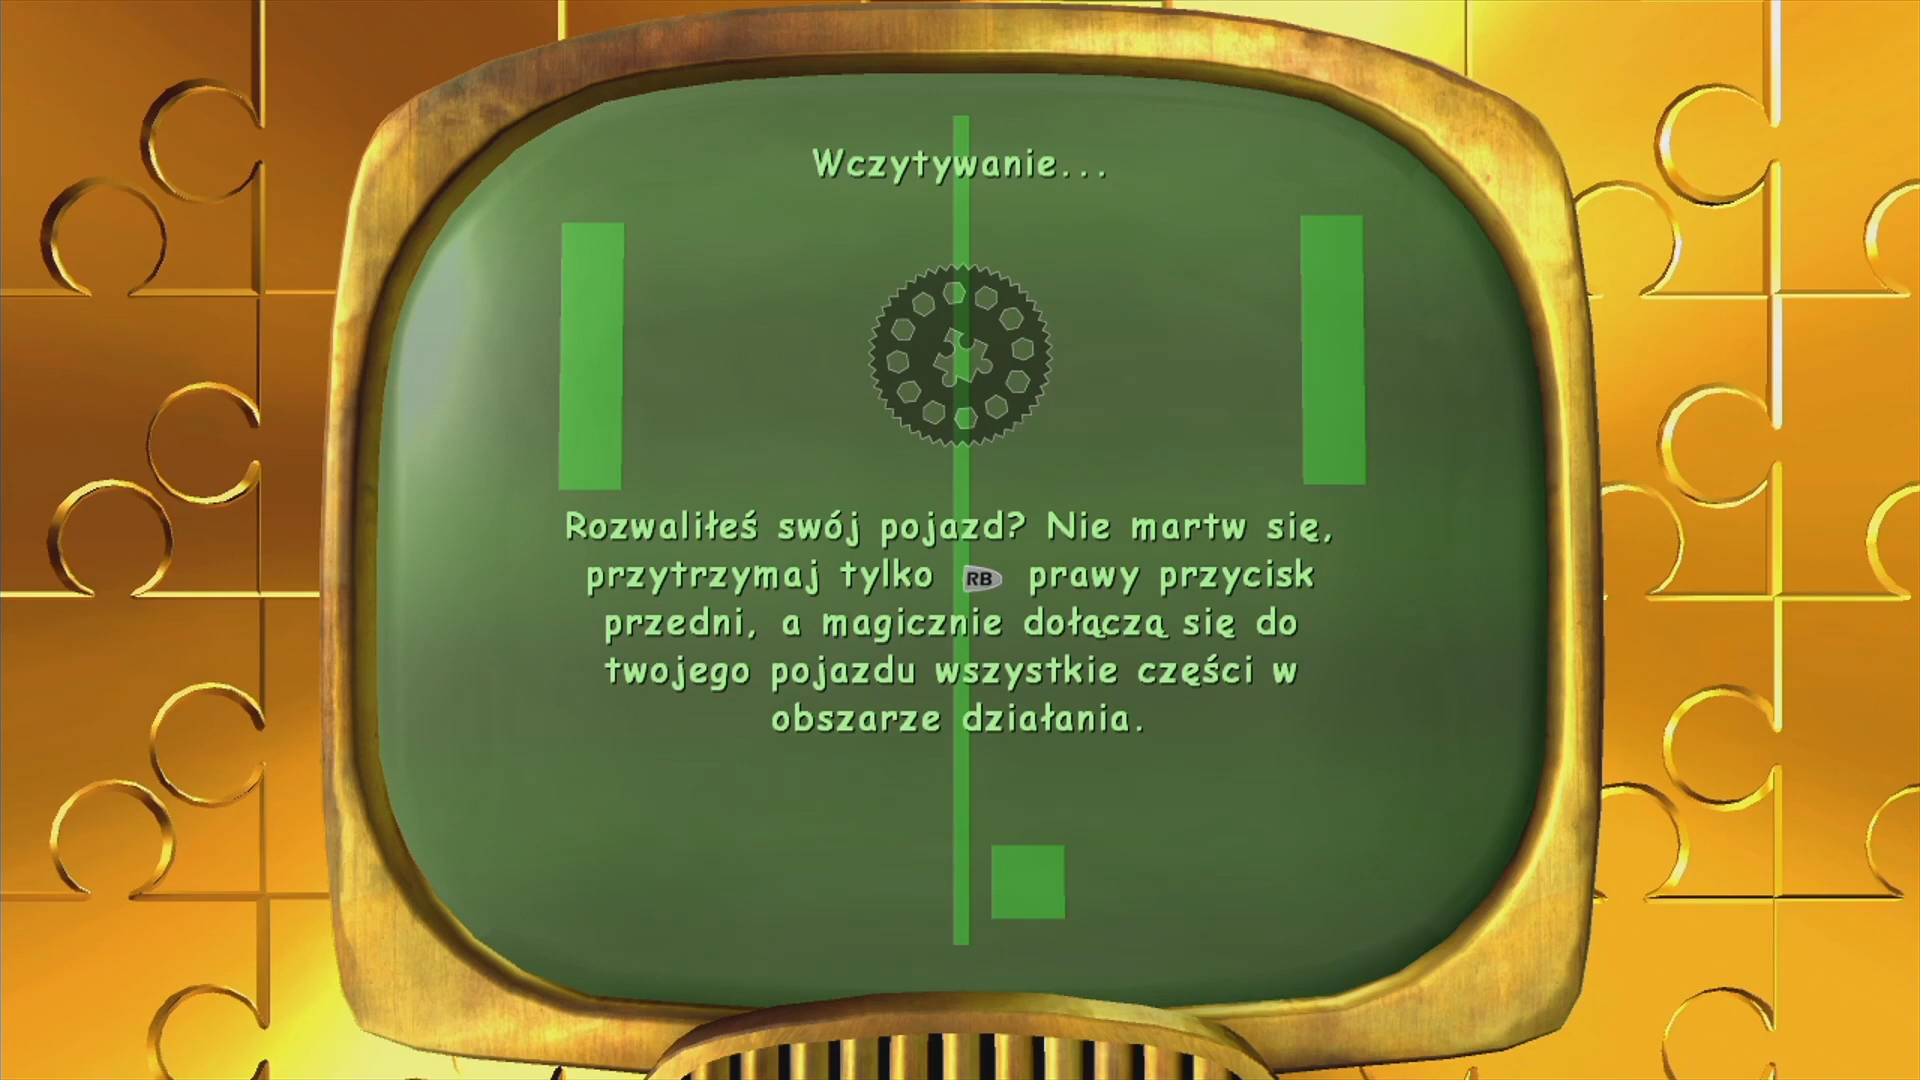 Wczytywanie...
Rozwaliłeś swój pojazd? Nie martw się,
przytrzymaj tylko RB prawy przycisk
przedni, a magicznie dołączą się do
twojego pojazdu wszystkie części w
obszarze działania.